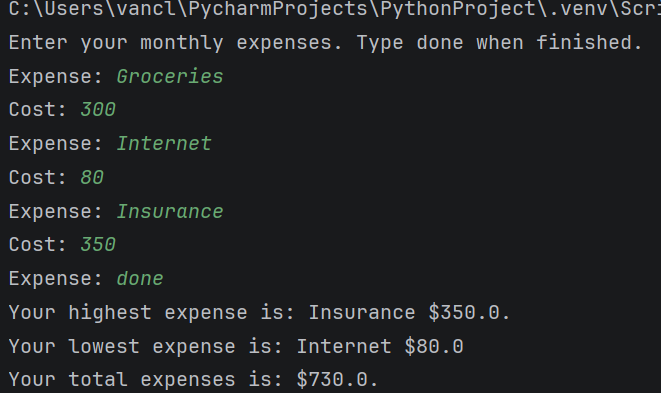 C:\Users\vancl\PycharmProjects\PythonProject\.venv\Scri
Enter your monthly expenses. Type done when finished.
Expense: Groceries
Cost: 300
Expense: Internet
Cost: 80
Expense: Insurance
Cost: 350
Expense: done
Your highest expense is: Insurance $350.0.
Your lowest expense is: Internet $80.0
Your total expenses is: $730.0.